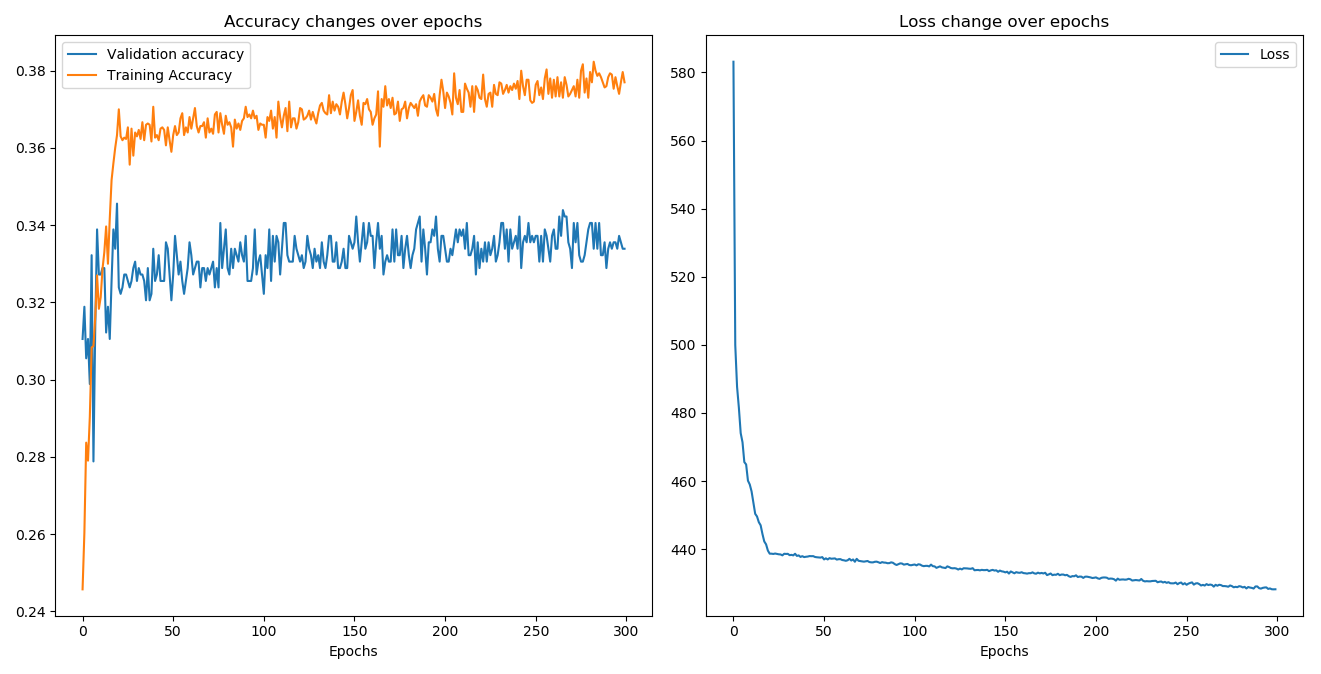 Accuracy changes over epochs
Validation accuracy
Training Accuracy
0.38
0.36
0.34
0.32
0.30
0.28
0.26
0.24
0 50 100 150 200 250 300
Epochs
Loss change over epochs
Loss
580
560
540
520
500
480
460
440
0 50 100 150 200 250 300
Epochs